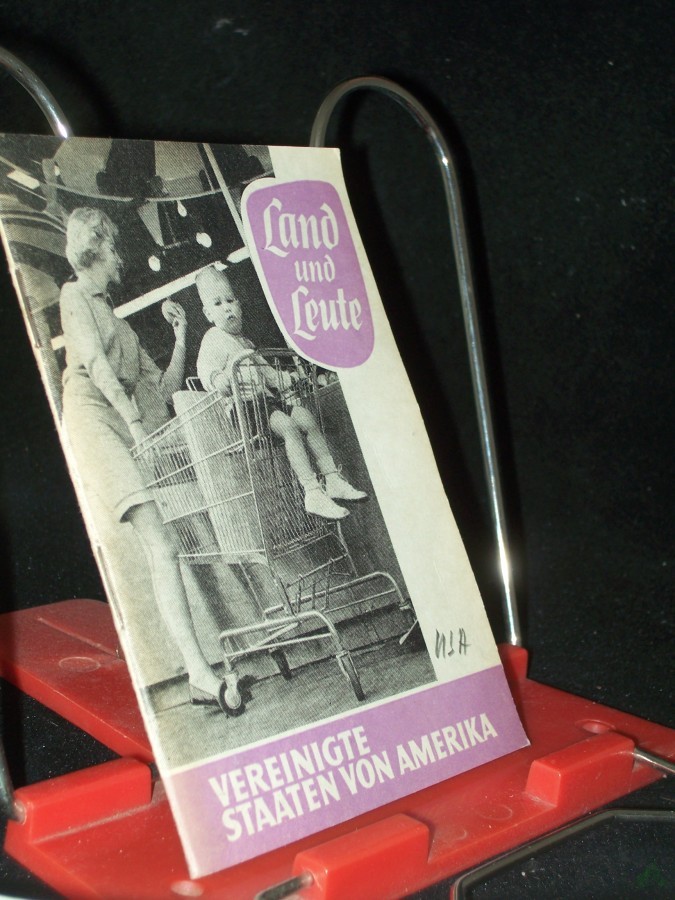 Land
und
Leute
USA
VEREINIGTE
STAATEN VON AMERIKA